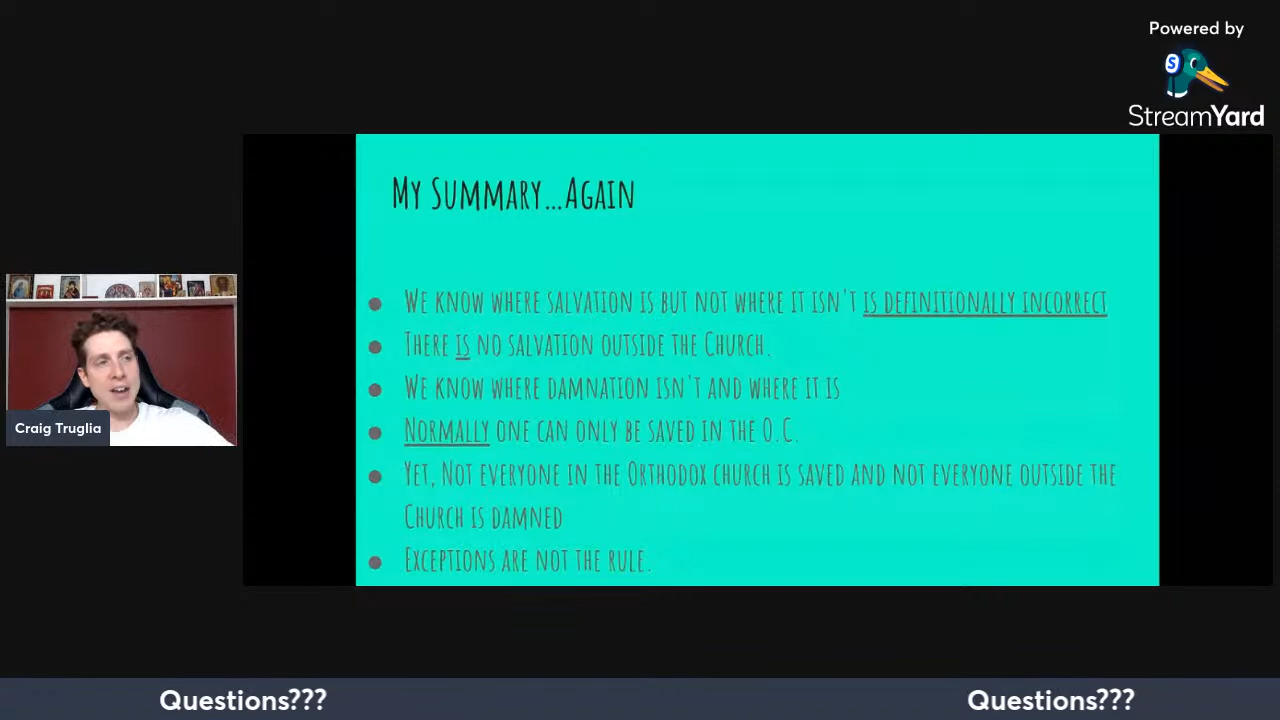 Powered by
StreamYard
My Summary...Again
● We know where salvation is but not where it isn't is definitionally incorrect
● There is no salvation outside the Church.
● We know where damnation isn't and where it is
● Normally one can only be saved in the O.C.
● Yet, Not everyone in the Orthodox church is saved and not everyone outside the
Church is damned
● Exceptions are not the rule.
Craig Truglia
Questions???
Questions???